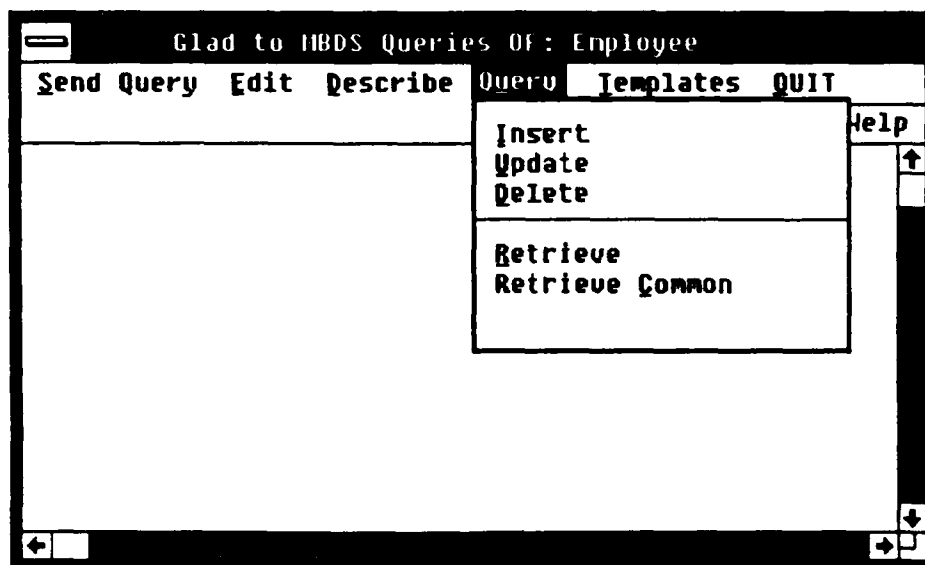 Glad to MBDS Queries Of: Employee
Send Query Edit Describe Query Templates QUIT
Help
Insert
Update
Delete
Retrieve
Retrieve Common